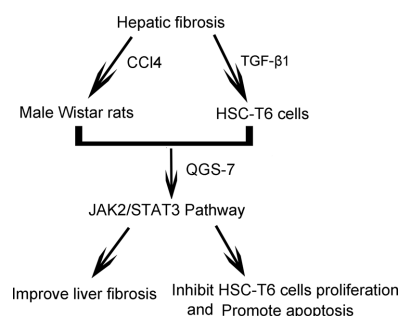 Hepatic fibrosis
CCl4
TGF-β1
Male Wistar rats
HSC-T6 cells
QGS-7
JAK2/STAT3 Pathway
Improve liver fibrosis
Inhibit HSC-T6 cells proliferation
and Promote apoptosis